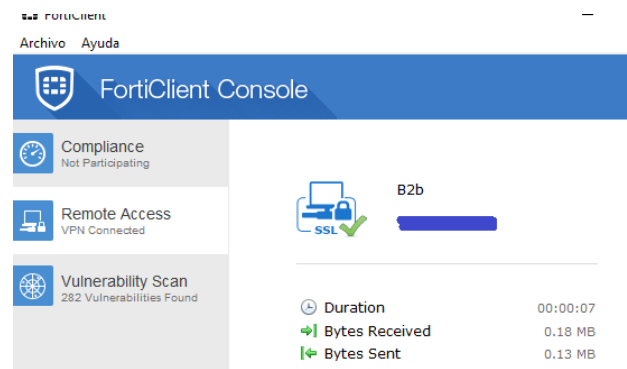 FortiClient
Archivo Ayuda
FortiClient Console
Compliance
Not Participating
Remote Access
VPN Connected
Vulnerability Scan
282 Vulnerabilities Found
B2b
SSL
Duration 00:00:07
Bytes Received 0.18 MB
Bytes Sent 0.13 MB